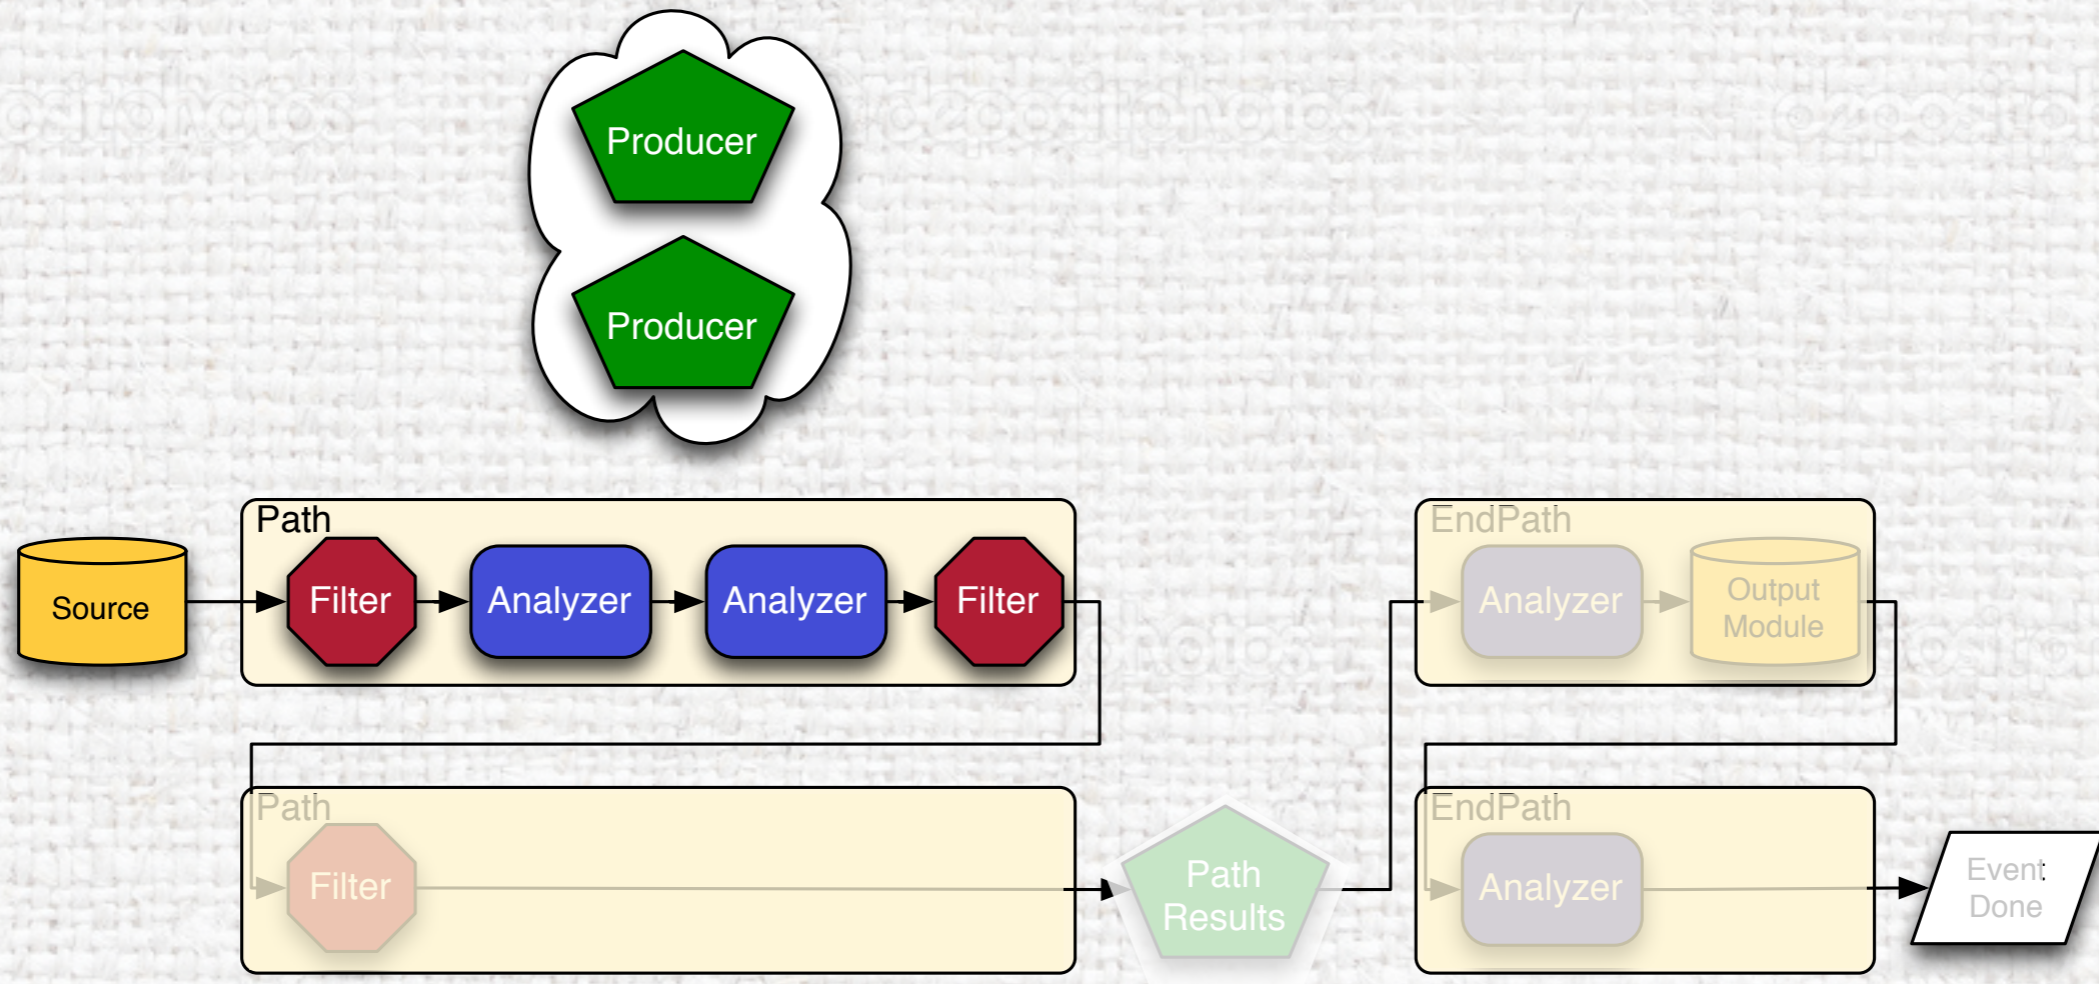 Producer
Producer
Path
Source
Filter
Analyzer
Analyzer
Filter
EndPath
Analyzer
Output
Module
Path
Filter
Path
Results
EndPath
Analyzer
Event
Done